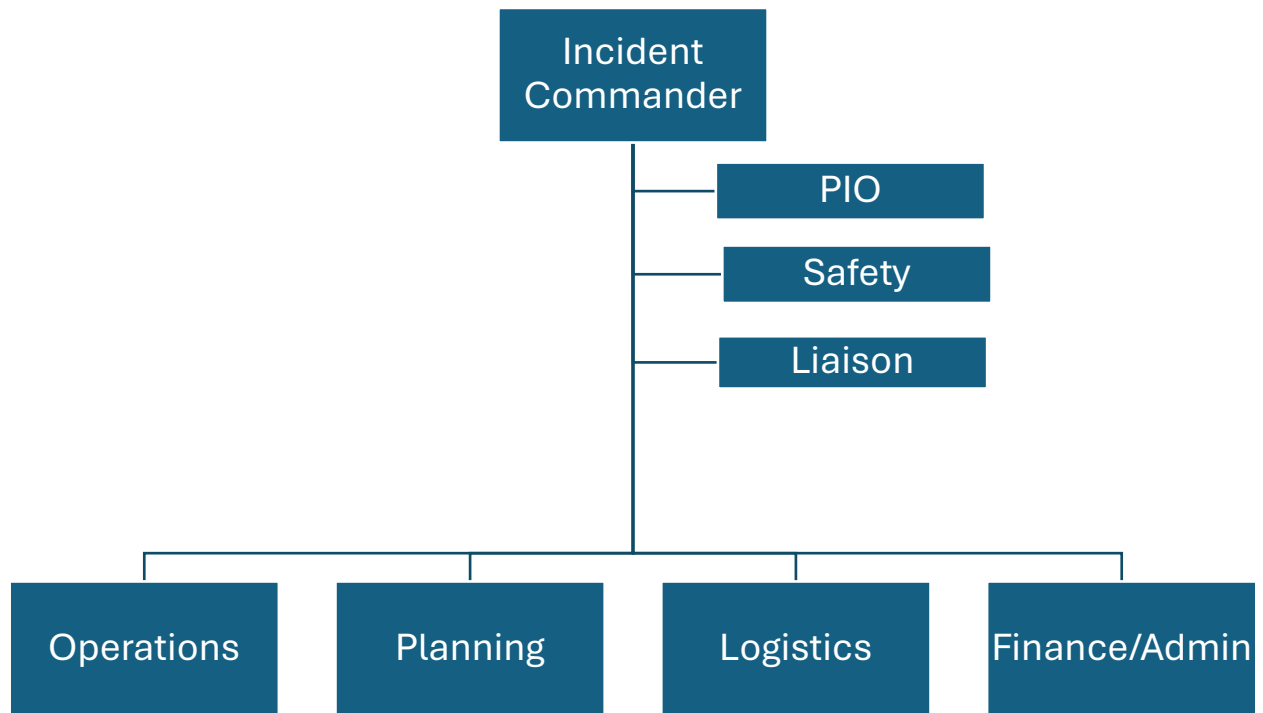 Incident
Commander
PIO
Safety
Liaison
Operations
Planning
Logistics
Finance/Admin